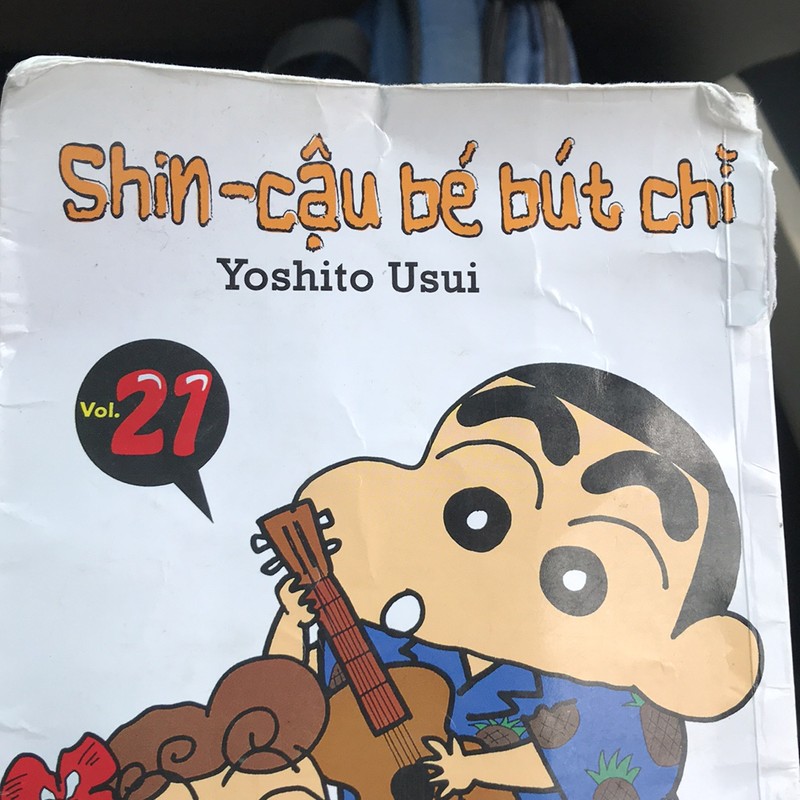 Shin-cậu bé bút chì
Yoshito Usui
Vol. 21